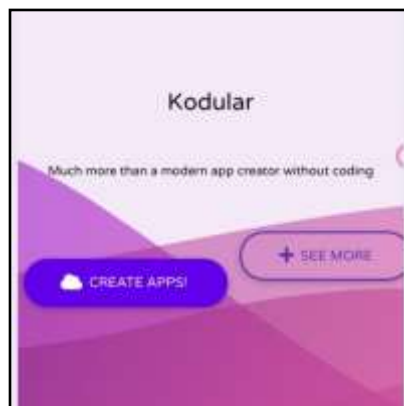 Kodular
Much more than a modern app creator without coding
SEE MORE
CREATE APPS!